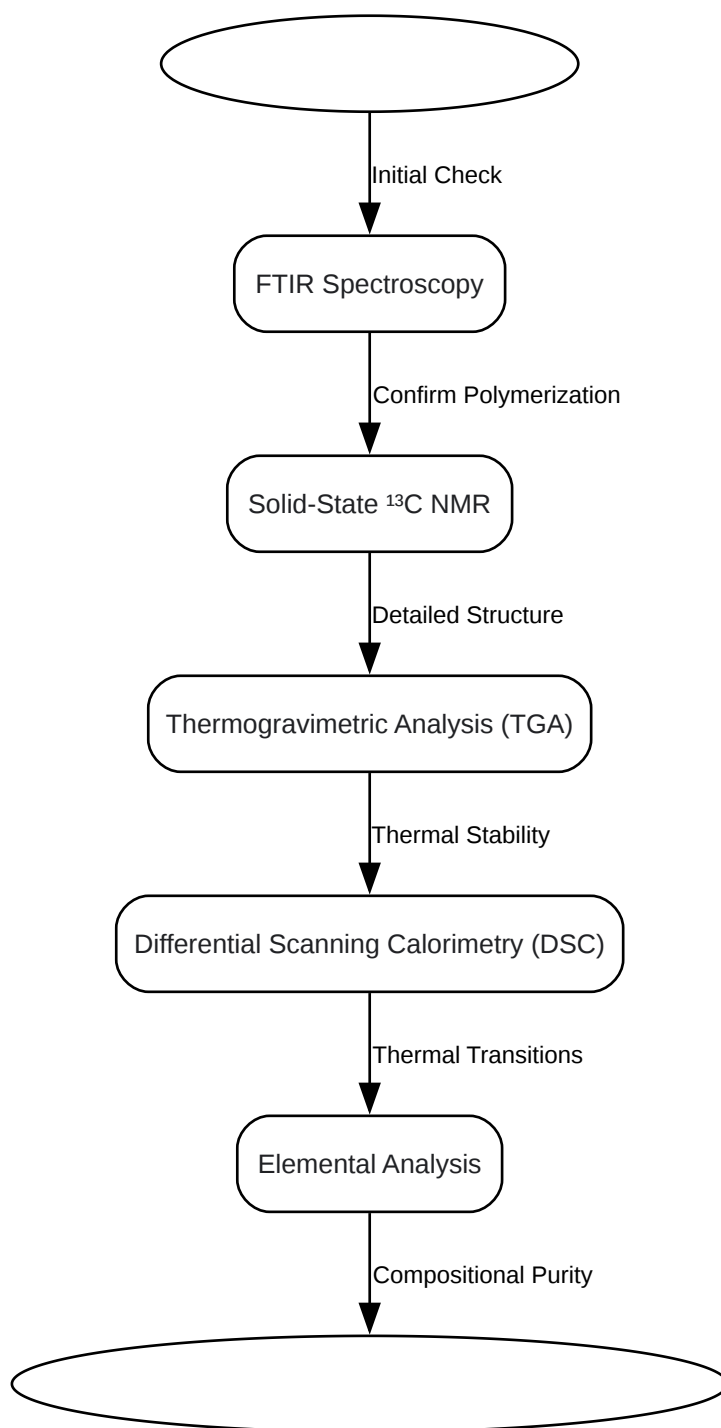 Initial Check
FTIR Spectroscopy
Confirm Polymerization
Solid-State ¹³C NMR
Detailed Structure
Thermogravimetric Analysis (TGA)
Thermal Stability
Differential Scanning Calorimetry (DSC)
Thermal Transitions
Elemental Analysis
Compositional Purity